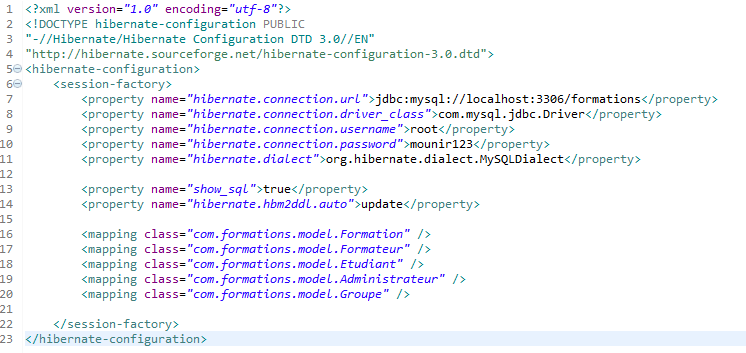 1 <?xml version="1.0" encoding="utf-8"?>
2 <!DOCTYPE hibernate-configuration PUBLIC
3 "-//Hibernate/Hibernate Configuration DTD 3.0//EN"
4 "http://hibernate.sourceforge.net/hibernate-configuration-3.0.dtd">
5 <hibernate-configuration>
6 <session-factory>
7 <property name="hibernate.connection.url">jdbc:mysql://localhost:3306/formations</property>
8 <property name="hibernate.connection.driver_class">com.mysql.jdbc.Driver</property>
9 <property name="hibernate.connection.username">root</property>
10 <property name="hibernate.connection.password">mounir123</property>
11 <property name="hibernate.dialect">org.hibernate.dialect.MySQLDialect</property>
12
13 <property name="show_sql">true</property>
14 <property name="hibernate.hbm2ddl.auto">update</property>
15
16 <mapping class="com.formations.model.Formation" />
17 <mapping class="com.formations.model.Formateur" />
18 <mapping class="com.formations.model.Etudiant" />
19 <mapping class="com.formations.model.Administrateur" />
20 <mapping class="com.formations.model.Groupe" />
21
22 </session-factory>
23 </hibernate-configuration>